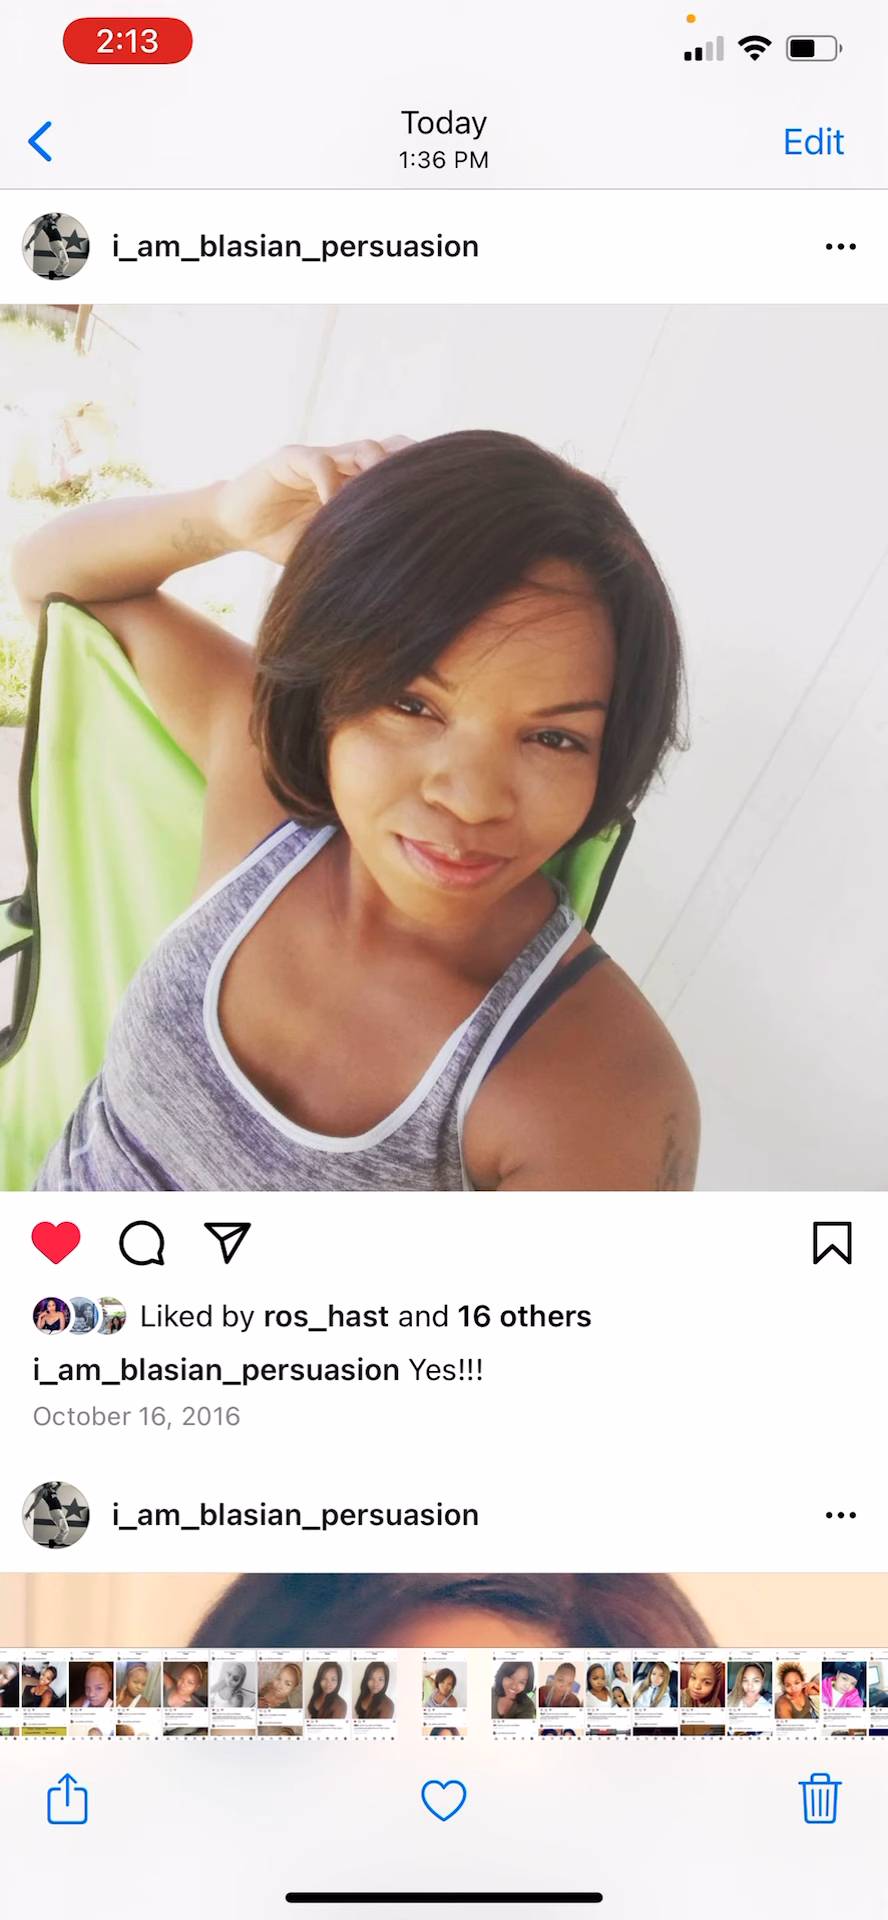 2:13
Today
1:36 PM
Edit
i_am_blasian_persuasion
Liked by ros_hast and 16 others
i_am_blasian_persuasion Yes!!!
October 16, 2016
i_am_blasian_persuasion